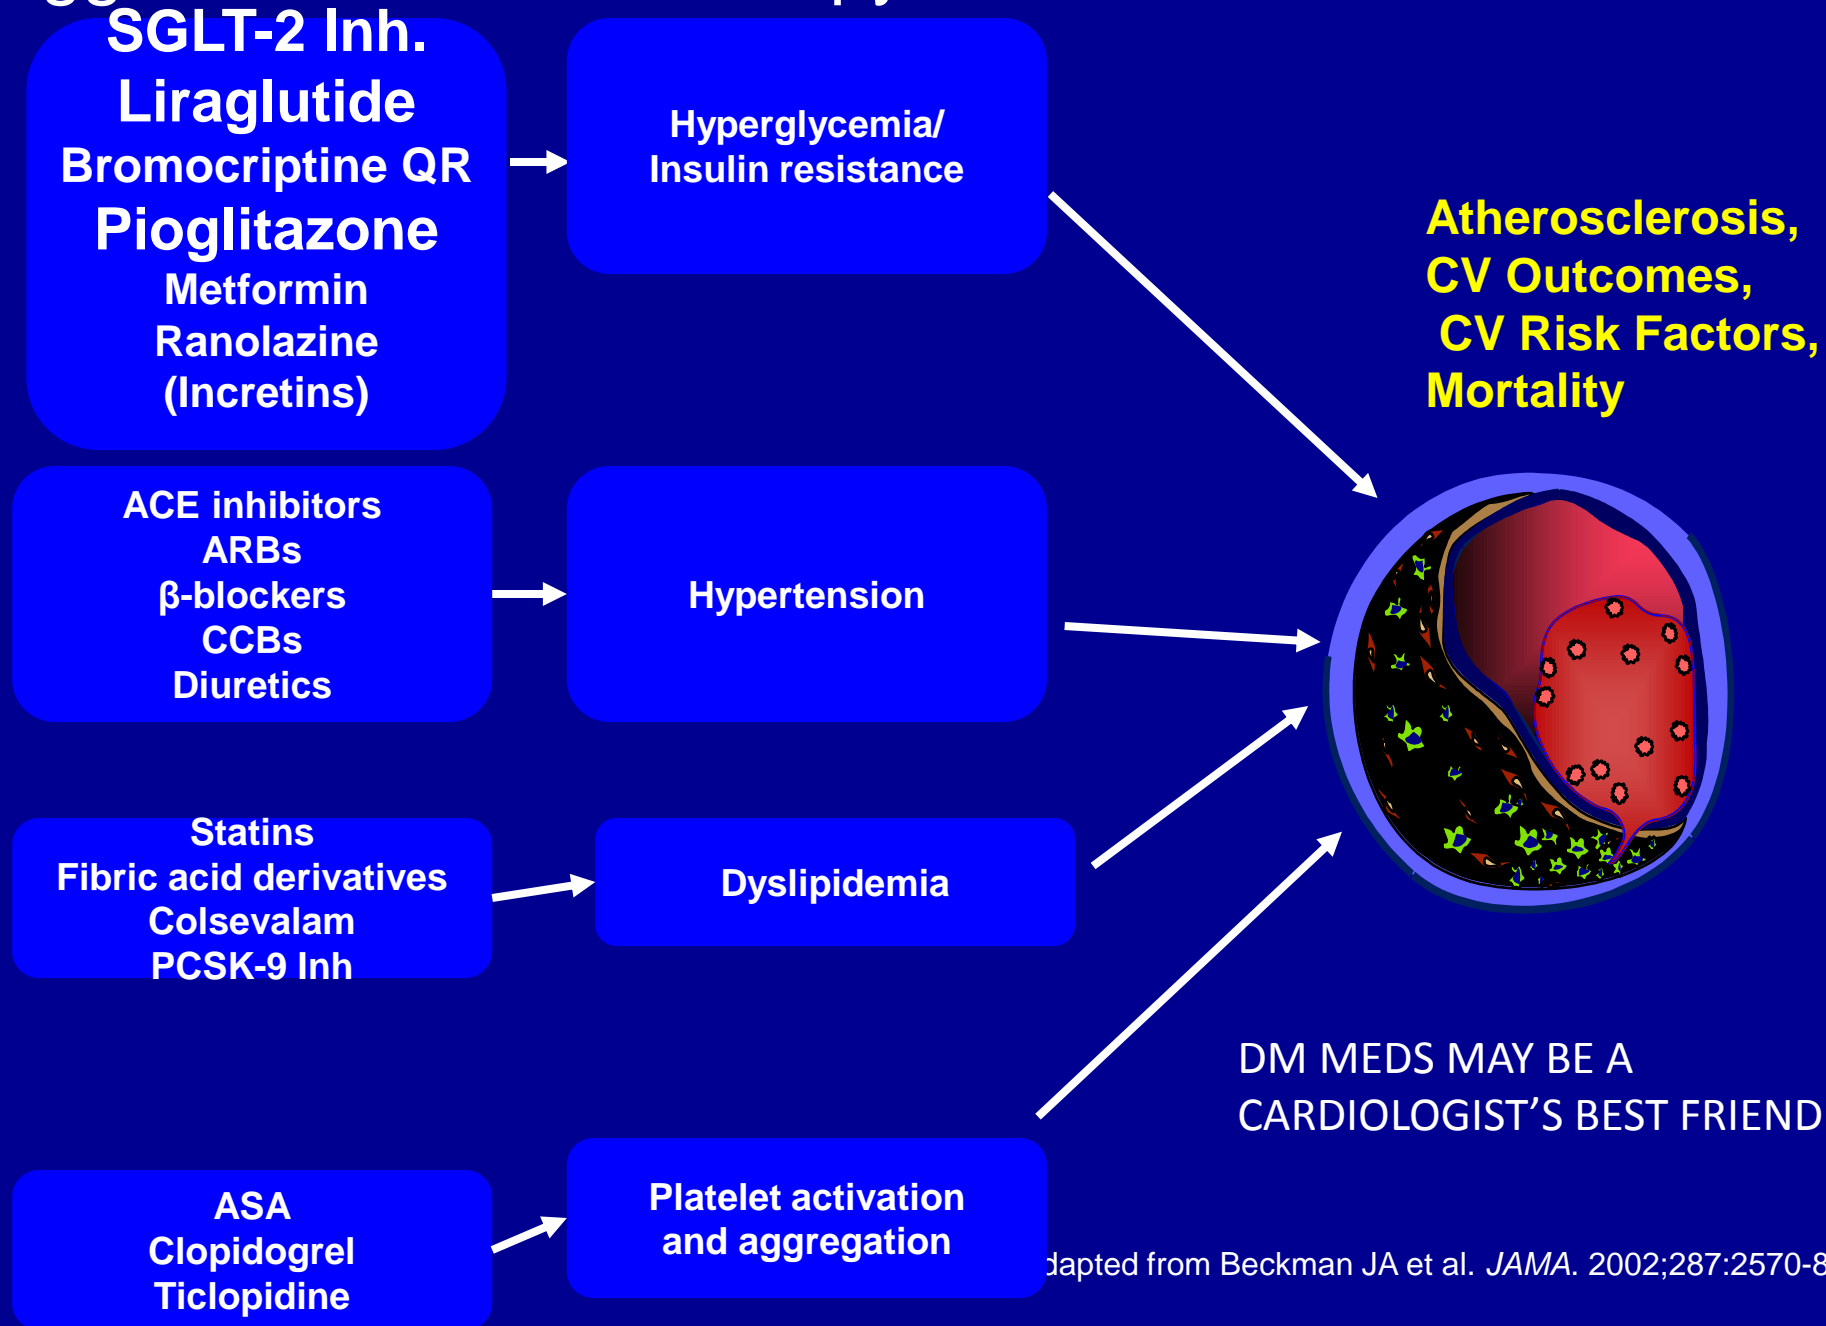 SGLT-2 Inh.
Liraglutide
Bromocriptine QR
Pioglitazone
Metformin
Ranolazine
(Incretins)
Hyperglycemia/
Insulin resistance
Atherosclerosis,
CV Outcomes,
CV Risk Factors,
Mortality
ACE inhibitors
ARBs
β-blockers
CCBs
Diuretics
Hypertension
Statins
Fibric acid derivatives
Colsevalam
PCSK-9 Inh
Dyslipidemia
DM MEDS MAY BE A
CARDIOLOGIST’S BEST FRIEND
ASA
Clopidogrel
Ticlopidine
Platelet activation
and aggregation
dapted from Beckman JA et al. JAMA. 2002;287:2570-8